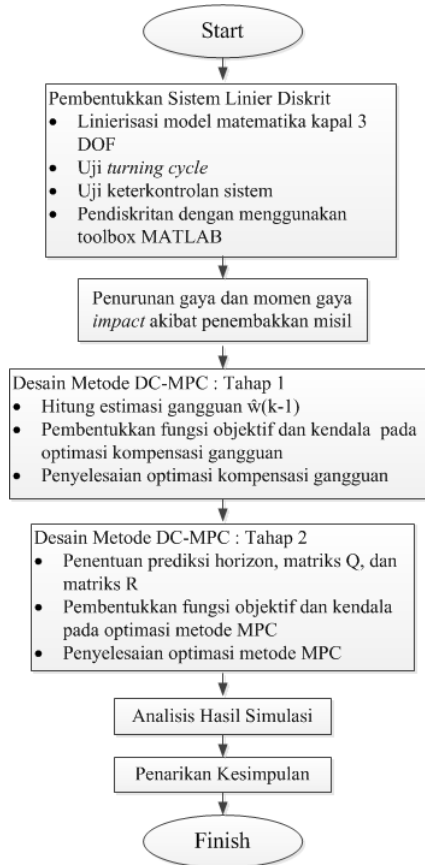 Start
Pembentukkan Sistem Linier Diskrit
• Linierisasi model matematika kapal 3
DOF
• Uji turning cycle
• Uji keterkontrolan sistem
• Pendiskritan dengan menggunakan
toolbox MATLAB
Penurunan gaya dan momen gaya
impact akibat penembakkan misil
Desain Metode DC-MPC : Tahap 1
• Hitung estimasi gangguan ŵ(k-1)
• Pembentukkan fungsi objektif dan kendala pada
optimasi kompensasi gangguan
• Penyelesaian optimasi kompensasi gangguan
Desain Metode DC-MPC : Tahap 2
• Penentuan prediksi horizon, matriks Q, dan
matriks R
• Pembentukkan fungsi objektif dan kendala
pada optimasi metode MPC
• Penyelesaian optimasi metode MPC
Analisis Hasil Simulasi
Penarikan Kesimpulan
Finish